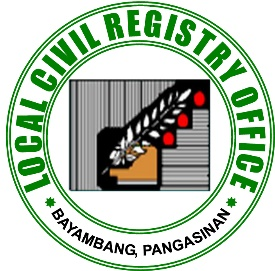 LOCAL CIVIL REGISTRY OFFICE
BAYAMBANG, PANGASINAN